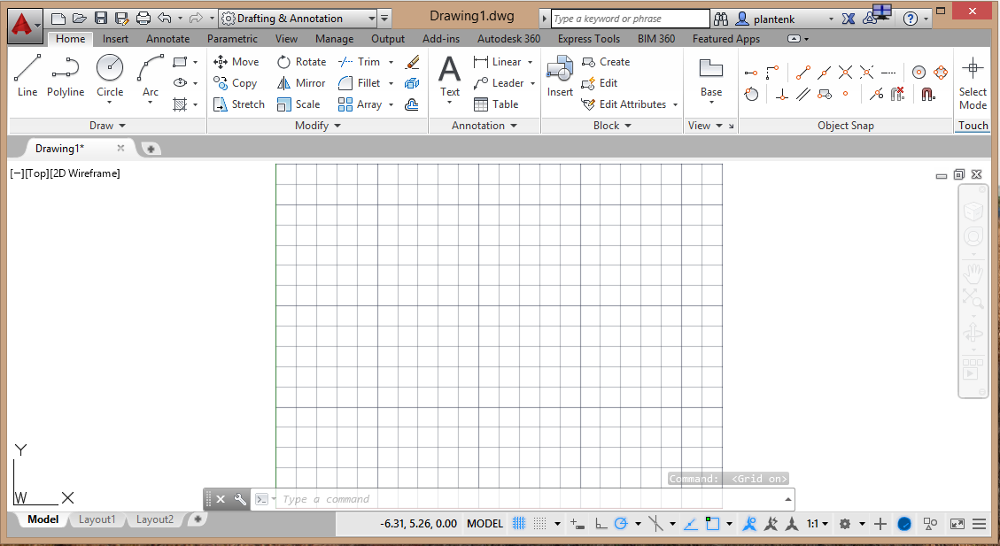 Drafting & Annotation
Drawing1.dwg
Type a keyword or phrase
plantenk
Home Insert Annotate Parametric View Manage Output Add-ins Autodesk 360 Express Tools BIM 360 Featured Apps
Line Polyline Circle Arc
Move Rotate Trim
Copy Mirror Fillet
Stretch Scale Array
Text
Linear
Leader
Table
Insert
Create
Edit
Edit Attributes
Base
Select
Mode
Draw Modify Annotation Block View Object Snap Touch
Drawing1*
[−][Top][2D Wireframe]
Y
W X
Command: <Grid on>
Type a command
Model Layout1 Layout2
-6.31, 5.26, 0.00 MODEL 1:1